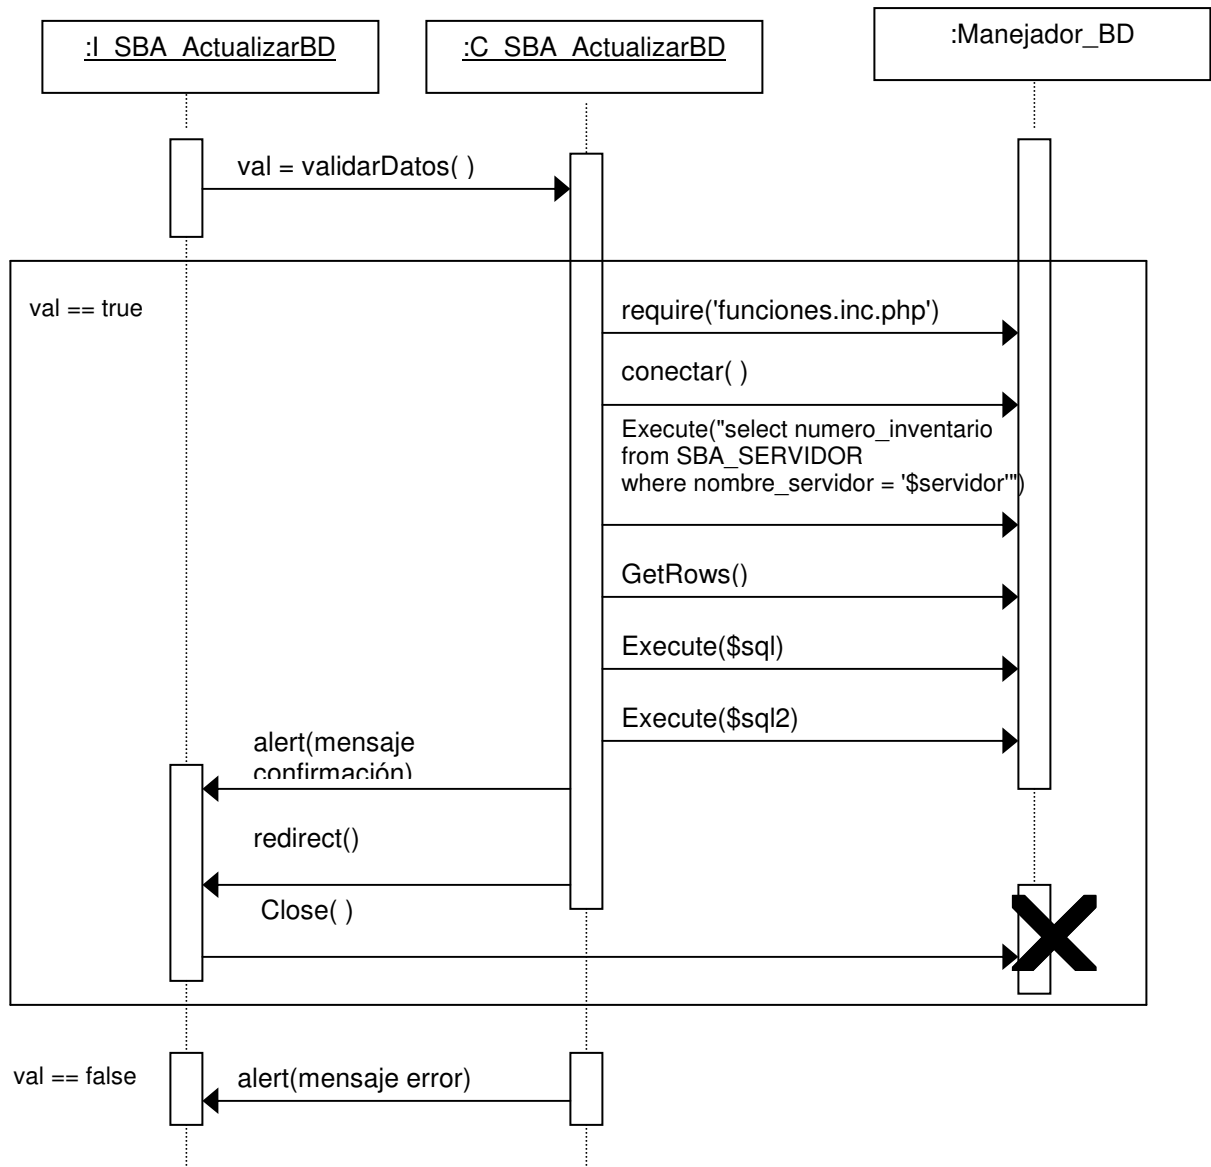 :I_SBA_ActualizarBD
:C_SBA_ActualizarBD
:Manejador_BD
val = validarDatos( )
val == true
require('funciones.inc.php')
conectar( )
Execute("select numero_inventario
from SBA_SERVIDOR
where nombre_servidor = '$servidor'")
GetRows()
Execute($sql)
Execute($sql2)
alert(mensaje
confirmación)
redirect()
Close( )
val == false
alert(mensaje error)